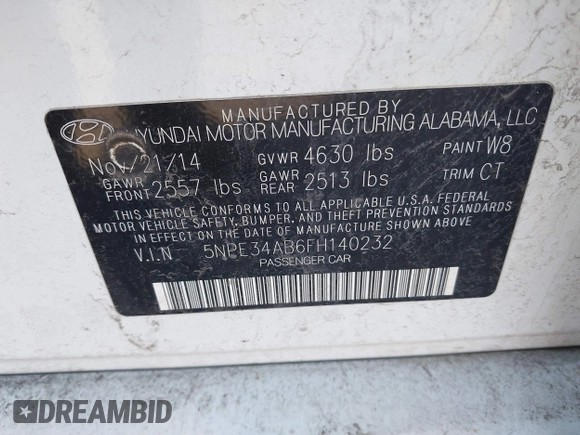 MANUFACTURED BY
HYUNDAI MOTOR MANUFACTURING ALABAMA, LLC
NOV/21/14 GVWR 4630 lbs PAINT W8
GAWR FRONT 2557 lbs GAWR REAR 2513 lbs TRIM CT
THIS VEHICLE CONFORMS TO ALL APPLICABLE U.S.A. FEDERAL
MOTOR VEHICLE SAFETY, BUMPER, AND THEFT PREVENTION STANDARDS
IN EFFECT ON THE DATE OF MANUFACTURE SHOWN ABOVE.
V.I.N 5NPE34AB6FH140232
PASSENGER CAR
DREAMBID